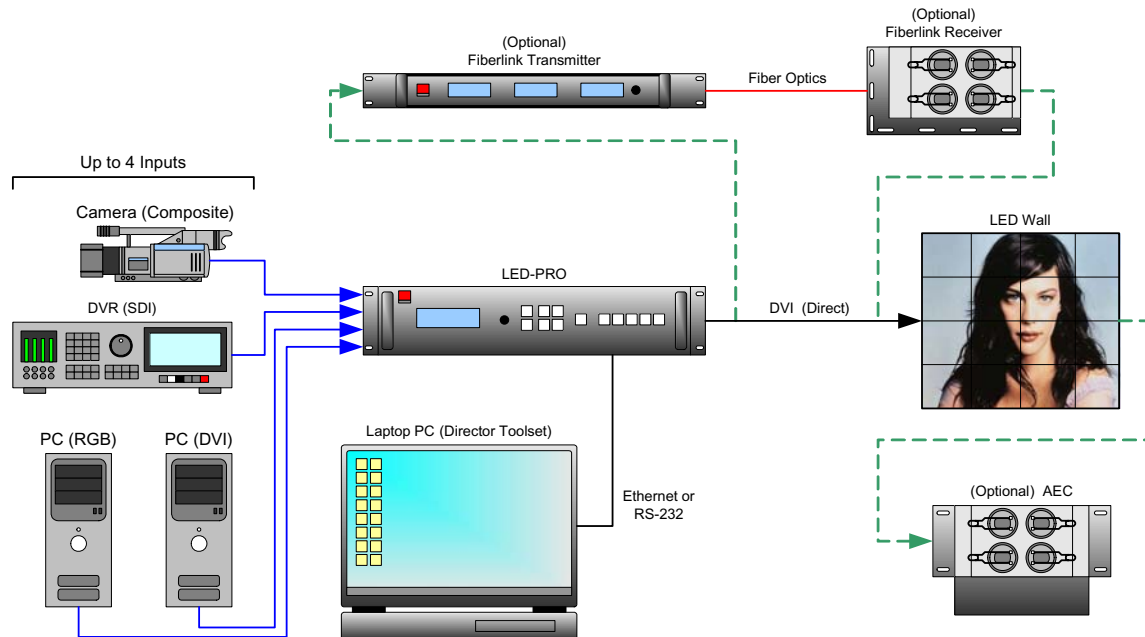 (Optional)
Fiberlink Transmitter
(Optional)
Fiberlink Receiver
Fiber Optics
Up to 4 Inputs
Camera (Composite)
LED Wall
LED-PRO
DVR (SDI)
DVI (Direct)
PC (RGB)
PC (DVI)
Laptop PC (Director Toolset)
Ethernet or
RS-232
(Optional) AEC